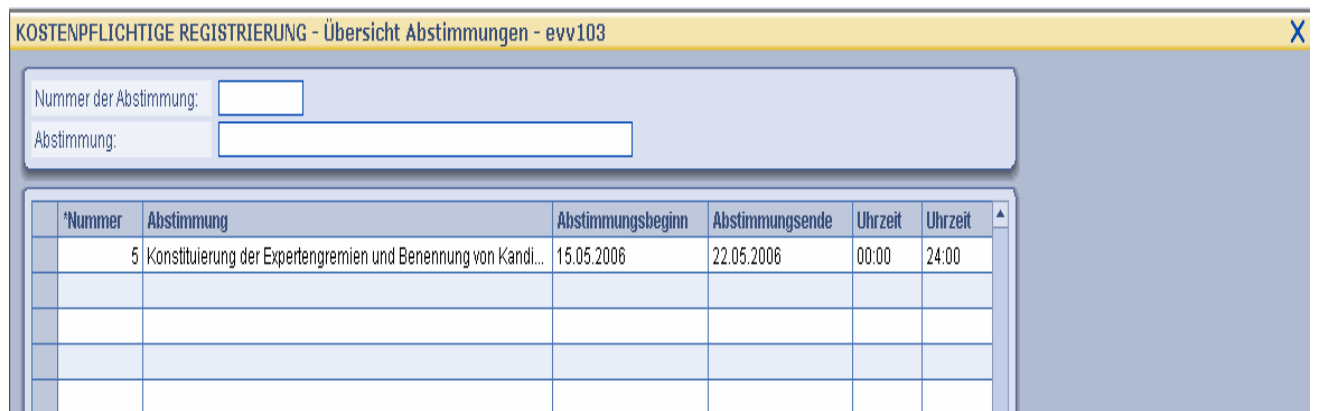 KOSTENPFLICHTIGE REGISTRIERUNG - Übersicht Abstimmungen - evv103 X
Nummer der Abstimmung:
Abstimmung:
*Nummer Abstimmung Abstimmungsbeginn Abstimmungsende Uhrzeit Uhrzeit
5 Konstituierung der Expertengremien und Benennung von Kandi... 15.05.2006 22.05.2006 00:00 24:00